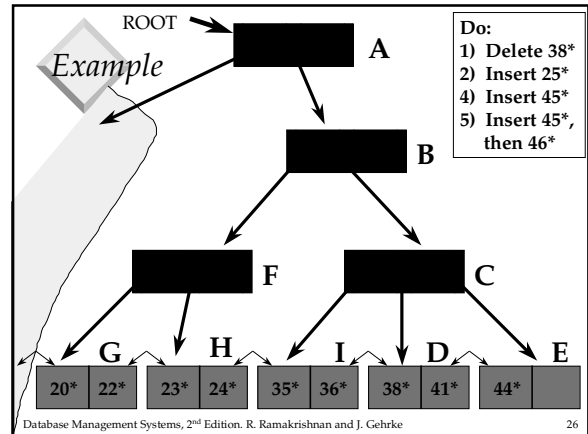 ROOT
A
Example
Do:
1) Delete 38*
2) Insert 25*
4) Insert 45*
5) Insert 45*,
then 46*
B
F
C
G
H
I
D
E
20* 22* 23* 24* 35* 36* 38* 41* 44*
Database Management Systems, 2nd Edition. R. Ramakrishnan and J. Gehrke
26